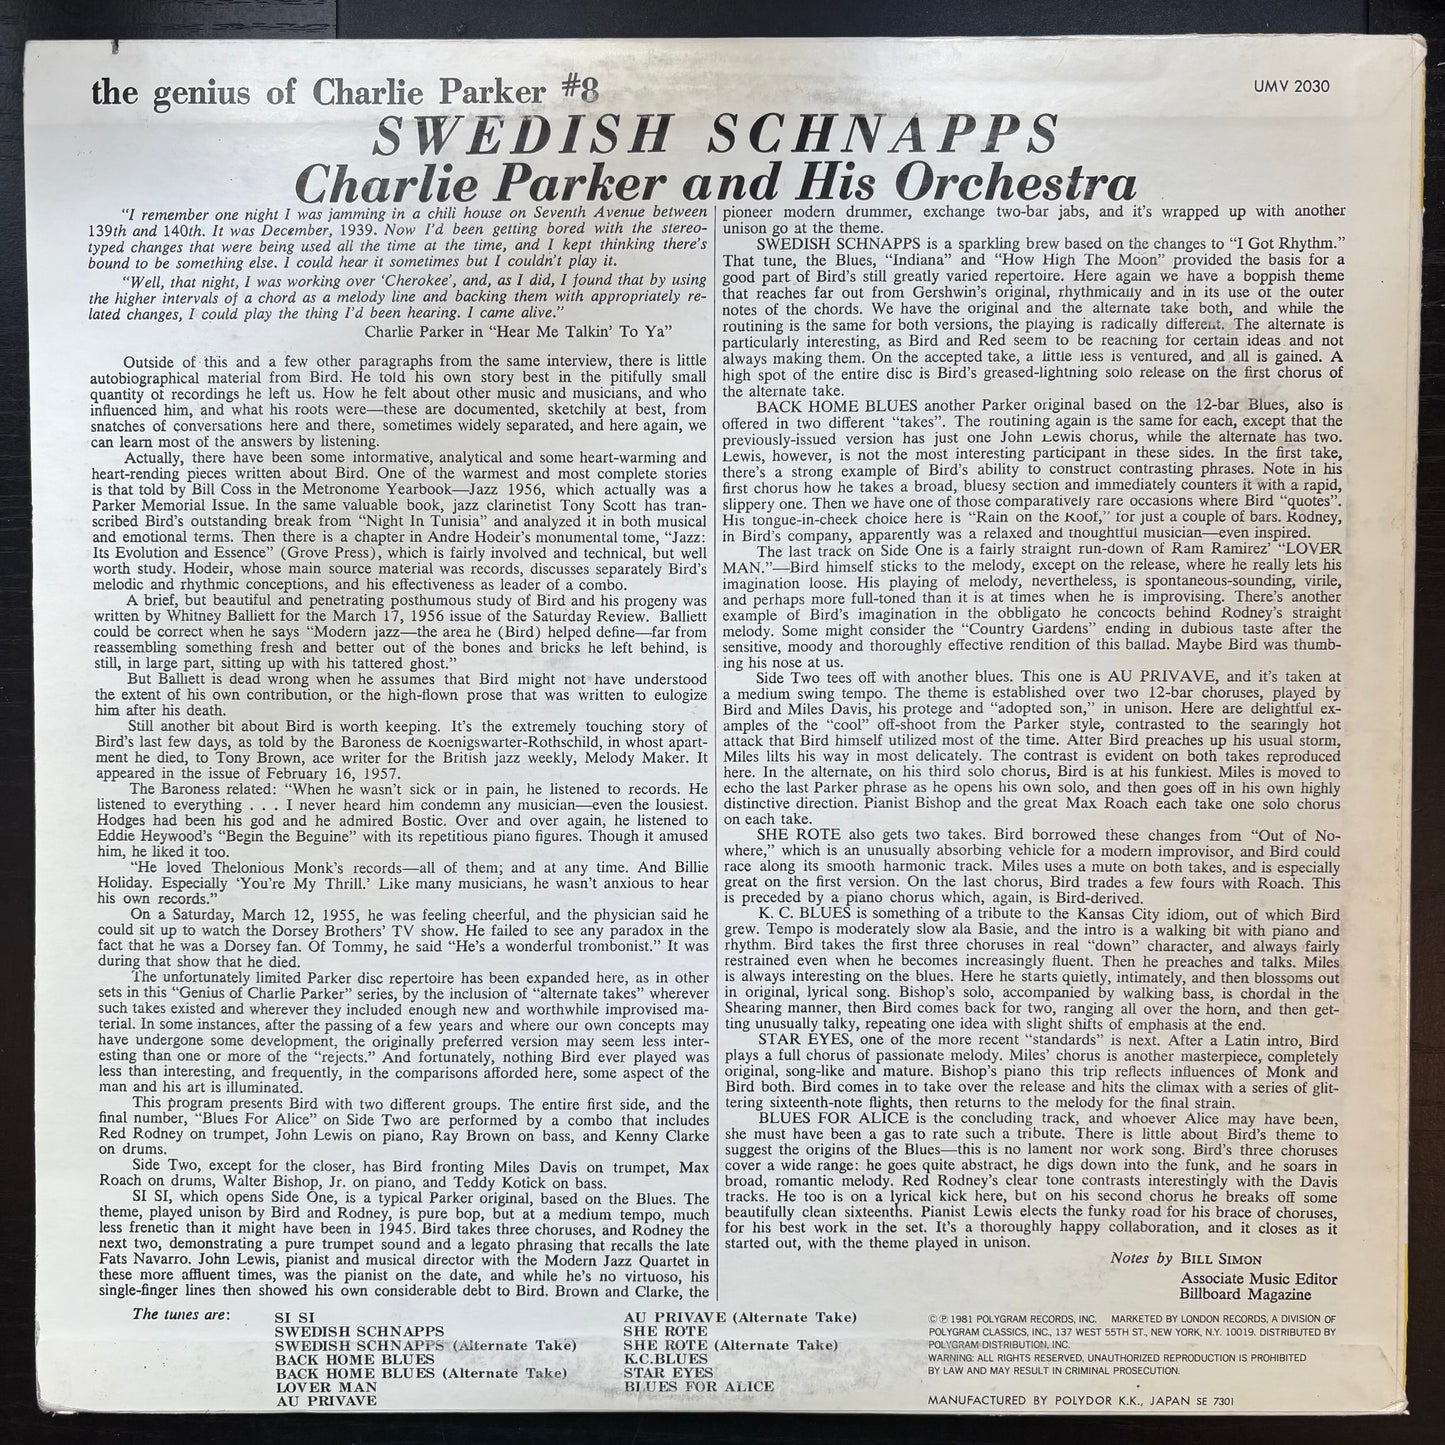 the genius of Charlie Parker #8
UMV 2030
SWEDISH SCHNAPPS
Charlie Parker and His Orchestra
"I remember one night I was jamming in a chili house on Seventh Avenue between
139th and 140th. It was December, 1939. Now I'd been getting bored with the stereo-
typed changes that were being used all the time at the time, and I kept thinking there's
bound to be something else. I could hear it sometimes but I couldn't play it.
"Well, that night, I was working over 'Cherokee', and, as I did, I found that by using
the higher intervals of a chord as a melody line and backing them with appropriately re-
lated changes, I could play the thing I'd been hearing. I came alive."
Charlie Parker in "Hear Me Talkin' To Ya"
Outside of this and a few other paragraphs from the same interview, there is little
autobiographical material from Bird. He told his own story best in the pitifully small
quantity of recordings he left us. How he felt about other music and musicians, and who
influenced him, and what his roots were—these are documented, sketchily at best, from
snatches of conversations here and there, sometimes widely separated, and here again, we
can learn most of the answers by listening.
Actually, there have been some informative, analytical and some heart-warming and
heart-rending pieces written about Bird. One of the warmest and most complete stories
is that told by Bill Coss in the Metronome Yearbook—Jazz 1956, which actually was a
Parker Memorial Issue. In the same valuable book, jazz clarinetist Tony Scott has tran-
scribed Bird's outstanding break from "Night In Tunisia" and analyzed it in both musical
and emotional terms. Then there is a chapter in Andre Hodeir's monumental tome, "Jazz:
Its Evolution and Essence" (Grove Press), which is fairly involved and technical, but well
worth study. Hodeir, whose main source material was records, discusses separately Bird's
melodic and rhythmic conceptions, and his effectiveness as leader of a combo.
A brief, but beautiful and penetrating posthumous study of Bird and his progeny was
written by Whitney Balliett for the March 17, 1956 issue of the Saturday Review. Balliett
could be correct when he says "Modern jazz—the area he (Bird) helped define—far from
reassembling something fresh and better out of the bones and bricks he left behind, is
still, in large part, sitting up with his tattered ghost."
But Balliett is dead wrong when he assumes that Bird might not have understood
the extent of his own contribution, or the high-flown prose that was written to eulogize
him after his death.
Still another bit about Bird is worth keeping. It's the extremely touching story of
Bird's last few days, as told by the Baroness de Koenigswarter-Rothschild, in whost apart-
ment he died, to Tony Brown, ace writer for the British jazz weekly, Melody Maker. It
appeared in the issue of February 16, 1957.
The Baroness related: "When he wasn't sick or in pain, he listened to records. He
listened to everything . . . I never heard him condemn any musician—even the lousiest.
Hodges had been his god and he admired Bostic. Over and over again, he listened to
Eddie Heywood's "Begin the Beguine" with its repetitious piano figures. Though it amused
him, he liked it too.
"He loved Thelonious Monk's records—all of them; and at any time. And Billie
Holiday. Especially 'You're My Thrill.' Like many musicians, he wasn't anxious to hear
his own records."
On a Saturday, March 12, 1955, he was feeling cheerful, and the physician said he
could sit up to watch the Dorsey Brothers' TV show. He failed to see any paradox in the
fact that he was a Dorsey fan. Of Tommy, he said "He's a wonderful trombonist." It was
during that show that he died.
The unfortunately limited Parker disc repertoire has been expanded here, as in other
sets in this "Genius of Charlie Parker" series, by the inclusion of "alternate takes" wherever
such takes existed and wherever they included enough new and worthwhile improvised ma-
terial. In some instances, after the passing of a few years and where our own concepts may
have undergone some development, the originally preferred version may seem less inter-
esting than one or more of the "rejects." And fortunately, nothing Bird ever played was
less than interesting, and frequently, in the comparisons afforded here, some aspect of the
man and his art is illuminated.
This program presents Bird with two different groups. The entire first side, and the
final number, "Blues For Alice" on Side Two are performed by a combo that includes
Red Rodney on trumpet, John Lewis on piano, Ray Brown on bass, and Kenny Clarke
on drums.
Side Two, except for the closer, has Bird fronting Miles Davis on trumpet, Max
Roach on drums, Walter Bishop, Jr. on piano, and Teddy Kotick on bass.
SI SI, which opens Side One, is a typical Parker original, based on the Blues. The
theme, played unison by Bird and Rodney, is pure bop, but at a medium tempo, much
less frenetic than it might have been in 1945. Bird takes three choruses, and Rodney the
next two, demonstrating a pure trumpet sound and a legato phrasing that recalls the late
Fats Navarro. John Lewis, pianist and musical director with the Modern Jazz Quartet in
these more affluent times, was the pianist on the date, and while he's no virtuoso, his
single-finger lines then showed his own considerable debt to Bird. Brown and Clarke, the
pioneer modern drummer, exchange two-bar jabs, and it's wrapped up with another
unison go at the theme.
SWEDISH SCHNAPPS is a sparkling brew based on the changes to "I Got Rhythm."
That tune, the Blues, "Indiana" and "How High The Moon" provided the basis for a
good part of Bird's still greatly varied repertoire. Here again we have a boppish theme
that reaches far out from Gershwin's original, rhythmically and in its use of the outer
notes of the chords. We have the original and the alternate take both, and while the
routining is the same for both versions, the playing is radically different. The alternate is
particularly interesting, as Bird and Red seem to be reaching for certain ideas and not
always making them. On the accepted take, a little less is ventured, and all is gained. A
high spot of the entire disc is Bird's greased-lightning solo release on the first chorus of
the alternate take.
BACK HOME BLUES another Parker original based on the 12-bar Blues, also is
offered in two different "takes". The routining again is the same for each, except that the
previously-issued version has just one John Lewis chorus, while the alternate has two.
Lewis, however, is not the most interesting participant in these sides. In the first take,
there's a strong example of Bird's ability to construct contrasting phrases. Note in his
first chorus how he takes a broad, bluesy section and immediately counters it with a rapid,
slippery one. Then we have one of those comparatively rare occasions where Bird "quotes".
His tongue-in-cheek choice here is "Rain on the Roof," for just a couple of bars. Rodney,
in Bird's company, apparently was a relaxed and thoughtful musician—even inspired.
The last track on Side One is a fairly straight run-down of Ram Ramirez' "LOVER
MAN."—Bird himself sticks to the melody, except on the release, where he really lets his
imagination loose. His playing of melody, nevertheless, is spontaneous-sounding, virile,
and perhaps more full-toned than it is at times when he is improvising. There's another
example of Bird's imagination in the obbligato he concocts behind Rodney's straight
melody. Some might consider the "Country Gardens" ending in dubious taste after the
sensitive, moody and thoroughly effective rendition of this ballad. Maybe Bird was thumb-
ing his nose at us.
Side Two tees off with another blues. This one is AU PRIVAVE, and it's taken at
a medium swing tempo. The theme is established over two 12-bar choruses, played by
Bird and Miles Davis, his protege and "adopted son," in unison. Here are delightful ex-
amples of the "cool" off-shoot from the Parker style, contrasted to the searingly hot
attack that Bird himself utilized most of the time. After Bird preaches up his usual storm,
Miles lilts his way in most delicately. The contrast is evident on both takes reproduced
here. In the alternate, on his third solo chorus, Bird is at his funkiest. Miles is moved to
echo the last Parker phrase as he opens his own solo, and then goes off in his own highly
distinctive direction. Pianist Bishop and the great Max Roach each take one solo chorus
on each take.
SHE ROTE also gets two takes. Bird borrowed these changes from "Out of No-
where," which is an unusually absorbing vehicle for a modern improvisor, and Bird could
race along its smooth harmonic track. Miles uses a mute on both takes, and is especially
great on the first version. On the last chorus, Bird trades a few fours with Roach. This
is preceded by a piano chorus which, again, is Bird-derived.
K. C. BLUES is something of a tribute to the Kansas City idiom, out of which Bird
grew. Tempo is moderately slow ala Basie, and the intro is a walking bit with piano and
rhythm. Bird takes the first three choruses in real "down" character, and always fairly
restrained even when he becomes increasingly fluent. Then he preaches and talks. Miles
is always interesting on the blues. Here he starts quietly, intimately, and then blossoms out
in original, lyrical song. Bishop's solo, accompanied by walking bass, is chordal in the
Shearing manner, then Bird comes back for two, ranging all over the horn, and then get-
ting unusually talky, repeating one idea with slight shifts of emphasis at the end.
STAR EYES, one of the more recent "standards" is next. After a Latin intro, Bird
plays a full chorus of passionate melody. Miles' chorus is another masterpiece, completely
original, song-like and mature. Bishop's piano this trip reflects influences of Monk and
Bird both. Bird comes in to take over the release and hits the climax with a series of glit-
tering sixteenth-note flights, then returns to the melody for the final strain.
BLUES FOR ALICE is the concluding track, and whoever Alice may have been,
she must have been a gas to rate such a tribute. There is little about Bird's theme to
suggest the origins of the Blues—this is no lament nor work song. Bird's three choruses
cover a wide range: he goes quite abstract, he digs down into the funk, and he soars in
broad, romantic melody. Red Rodney's clear tone contrasts interestingly with the Davis
tracks. He too is on a lyrical kick here, but on his second chorus he breaks off some
beautifully clean sixteenths. Pianist Lewis elects the funky road for his brace of choruses,
for his best work in the set. It's a thoroughly happy collaboration, and it closes as it
started out, with the theme played in unison.
Notes by BILL SIMON
Associate Music Editor
Billboard Magazine
The tunes are:
SI SI
SWEDISH SCHNAPPS
SWEDISH SCHNAPPS (Alternate Take)
BACK HOME BLUES
BACK HOME BLUES (Alternate Take)
LOVER MAN
AU PRIVAVE
AU PRIVAVE (Alternate Take)
SHE ROTE
SHE ROTE (Alternate Take)
K.C.BLUES
STAR EYES
BLUES FOR ALICE
© ℗ 1981 POLYGRAM RECORDS, INC. MARKETED BY LONDON RECORDS, A DIVISION OF
POLYGRAM CLASSICS, INC., 137 WEST 55TH ST., NEW YORK, N.Y. 10019. DISTRIBUTED BY
POLYGRAM DISTRIBUTION, INC.
WARNING: ALL RIGHTS RESERVED, UNAUTHORIZED REPRODUCTION IS PROHIBITED
BY LAW AND MAY RESULT IN CRIMINAL PROSECUTION.
MANUFACTURED BY POLYDOR K.K., JAPAN SE 7301